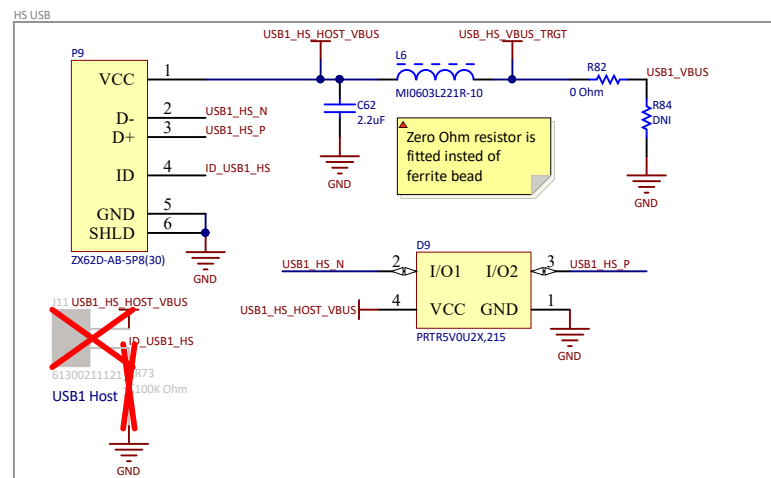 HS USB
P9
VCC
1
D-
2
USB1_HS_N
D+
3
USB1_HS_P
ID
4
ID_USB1_HS
GND
5
SHLD
6
GND
ZX62D-AB-5P8(30)
USB1_HS_HOST_VBUS
C62
2.2uF
GND
L6
MI0603L221R-10
USB_HS_VBUS_TRGT
R82
0 Ohm
USB1_VBUS
R84
DNI
GND
Zero Ohm resistor is
fitted insted of
ferrite bead
D9
USB1_HS_N
2
I/O1
I/O2
3
USB1_HS_P
USB1_HS_HOST_VBUS
4
VCC
GND
1
GND
PRTR5V0U2X,215
J11
USB1_HS_HOST_VBUS
ID_USB1_HS
61300211121
R73
100K Ohm
USB1 Host
GND